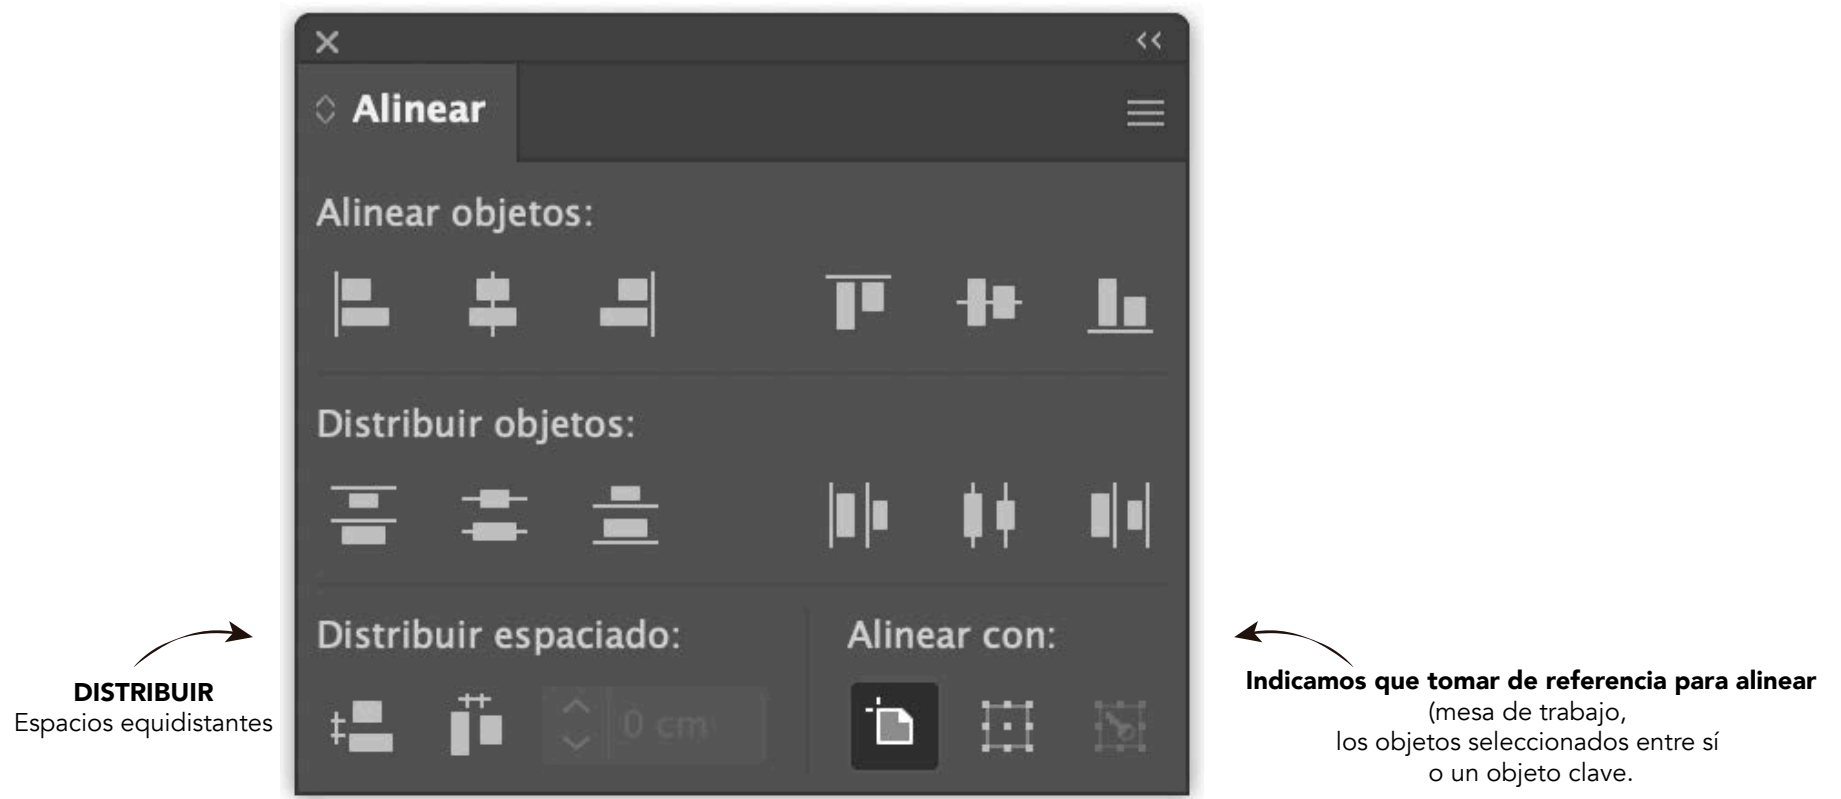 Alinear
Alinear objetos:
Distribuir objetos:
Distribuir espaciado:
Alinear con:
0 cm
DISTRIBUIR
Espacios equidistantes
Indicamos que tomar de referencia para alinear
(mesa de trabajo,
los objetos seleccionados entre sí
o un objeto clave.